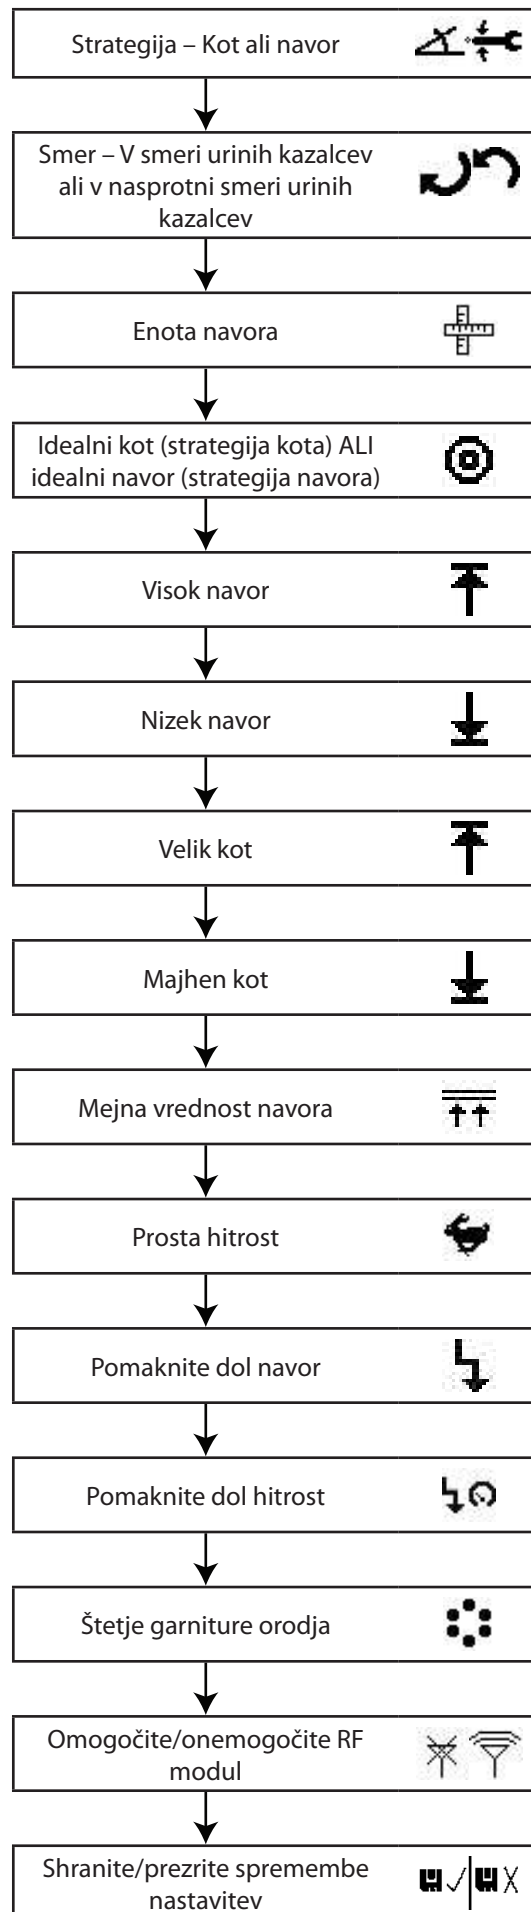 Strategija – Kot ali navor
Smer – V smeri urinih kazalcev
ali v nasprotni smeri urinih
kazalcev
Enota navora
Idealni kot (strategija kota) ALI
idealni navor (strategija navora)
Visok navor
Nizek navor
Velik kot
Majhen kot
Mejna vrednost navora
Prosta hitrost
Pomaknite dol navor
Pomaknite dol hitrost
Štetje garniture orodja
Omogočite/onemogočite RF
modul
Shranite/prezrite spremembe
nastavitev